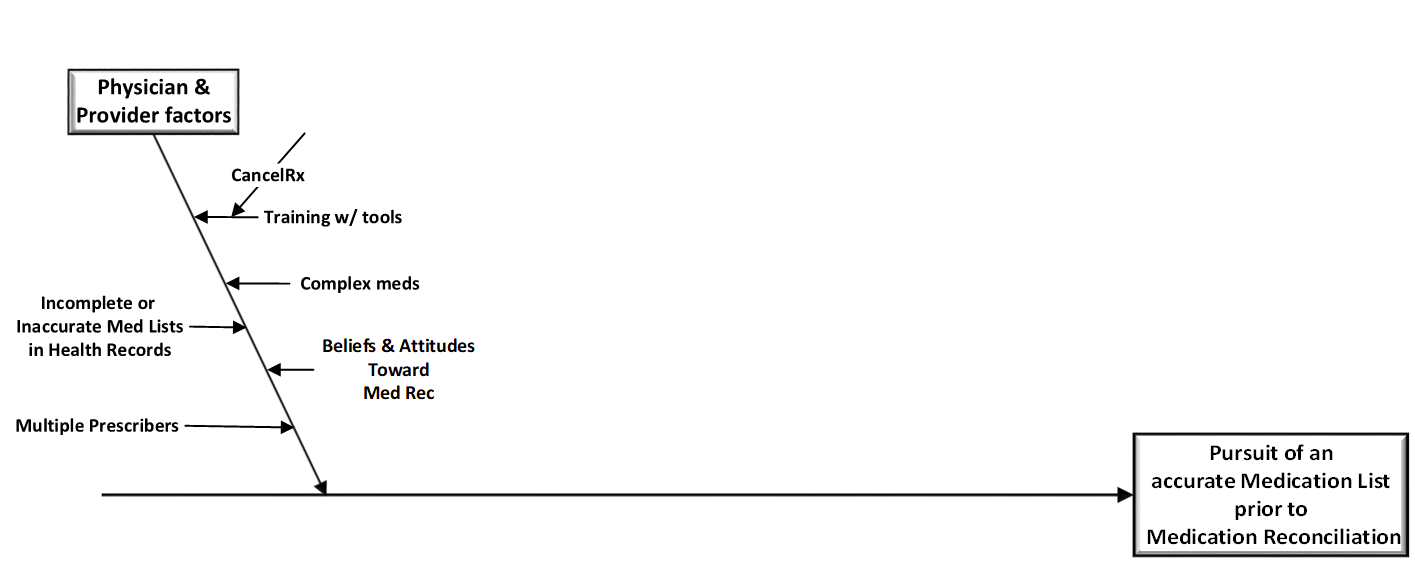 Physician &
Provider factors
CancelRx
Training w/ tools
Complex meds
Incomplete or
Inaccurate Med Lists
in Health Records
Beliefs & Attitudes
Toward
Med Rec
Multiple Prescribers
Pursuit of an
accurate Medication List
prior to
Medication Reconciliation